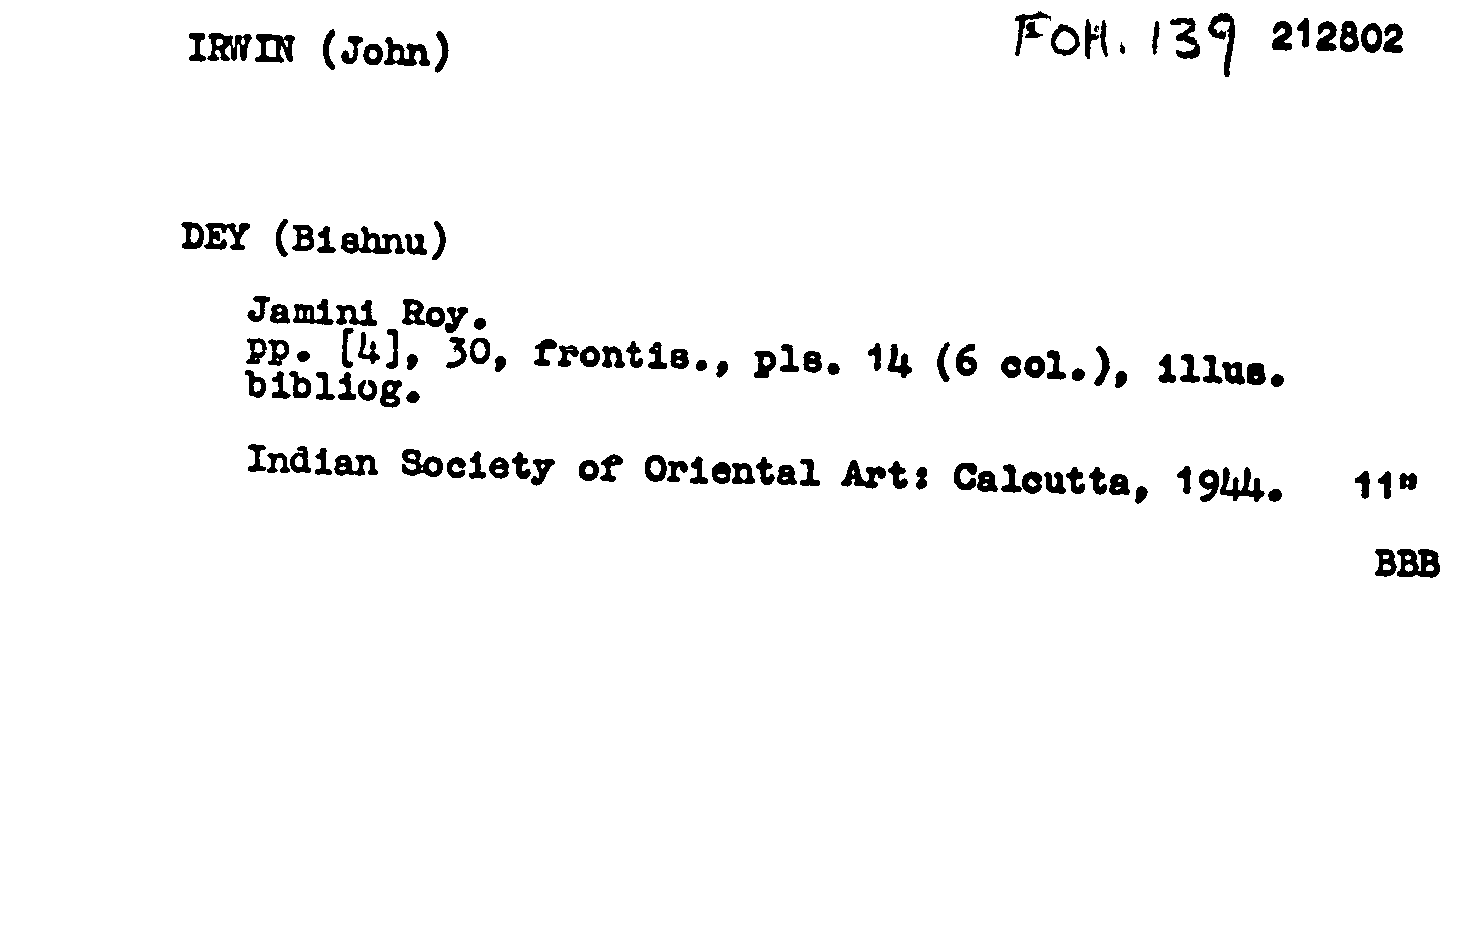 IRWIN (John) FOH. 139 212802
DEY (Bishnu)
Jamini Roy.
pp. [4], 30, frontis., pls. 14 (6 col.), illus.
bibliog.
Indian Society of Oriental Art: Calcutta, 1944. 11"
BBB